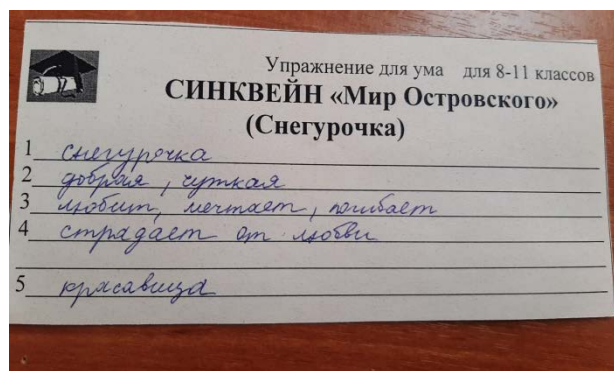 Упражнение для ума для 8-11 классов
СИНКВЕЙН «Мир Островского»
(Снегурочка)
1 снегурочка
2 добрая, чуткая
3 любит, мечтает, погибает
4 страдает от любви
5 красавица